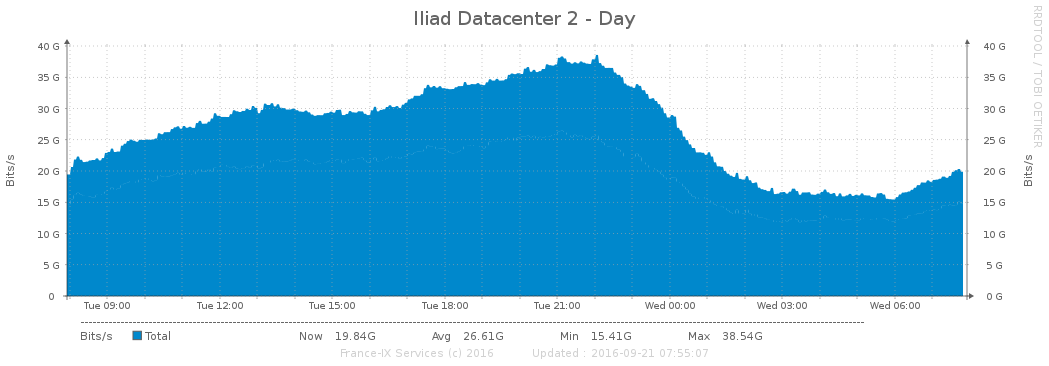 Iliad Datacenter 2 - Day
RRDTOOL / TOBI OETIKER
Bits/s
40 G
35 G
30 G
25 G
20 G
15 G
10 G
5 G
0
40 G
35 G
30 G
25 G
20 G
15 G
10 G
5 G
0 G
Bits/s
Tue 09:00 Tue 12:00 Tue 15:00 Tue 18:00 Tue 21:00 Wed 00:00 Wed 03:00 Wed 06:00
Bits/s Total Now 19.84G Avg 26.61G Min 15.41G Max 38.54G
France-IX Services (c) 2016 Updated : 2016-09-21 07:55:07